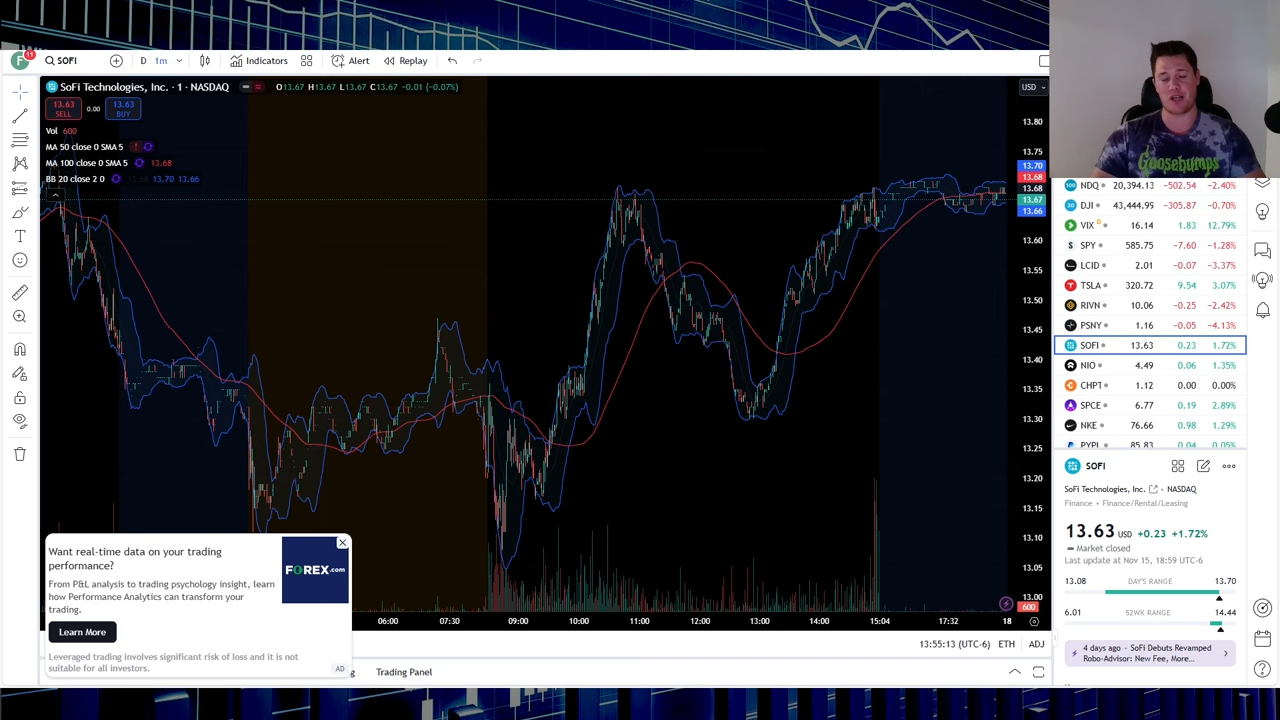 F
11
SOFI
D
1m
Indicators
Alert
Replay
SoFi Technologies, Inc. · 1 · NASDAQ
O13.67 H13.67 L13.67 C13.67 -0.01 (-0.07%)
USD
13.63
SELL
0.00
13.63
BUY
Vol 600
MA 50 close 0 SMA 5
MA 100 close 0 SMA 5 13.68
BB 20 close 2 0 13.68 13.70 13.66
13.80
13.75
13.70
13.68
13.68
13.67
13.66
13.60
13.55
13.50
13.45
13.40
13.35
13.30
13.25
13.20
13.15
13.10
13.05
13.00
600
06:00
07:30
09:00
10:00
11:00
12:00
13:00
14:00
15:04
17:32
18
13:55:13 (UTC-6)
ETH
ADJ
Trading Panel
Want real-time data on your trading
performance?
From P&L analysis to trading psychology insight, learn
how Performance Analytics can transform your
trading.
Learn More
Leveraged trading involves significant risk of loss and it is not
suitable for all investors.
FOREX.com
AD
Goosebumps
NDQ 20,394.13 -502.54 -2.40%
DJI 43,444.99 -305.87 -0.70%
VIX D 16.14 1.83 12.79%
SPY 585.75 -7.60 -1.28%
LCID 2.01 -0.07 -3.37%
TSLA 320.72 9.54 3.07%
RIVN 10.06 -0.25 -2.42%
PSNY 1.16 -0.05 -4.13%
SOFI 13.63 0.23 1.72%
NIO 4.49 0.06 1.35%
CHPT 1.12 0.00 0.00%
SPCE 6.77 0.19 2.89%
NKE 76.66 0.98 1.29%
PYPL 85.83 0.04 0.05%
SOFI
SoFi Technologies, Inc. · NASDAQ
Finance · Finance/Rental/Leasing
13.63 USD +0.23 +1.72%
Market closed
Last update at Nov 15, 18:59 UTC-6
13.08 DAY'S RANGE 13.70
6.01 52WK RANGE 14.44
4 days ago · SoFi Debuts Revamped
Robo-Advisor: New Fee, More...